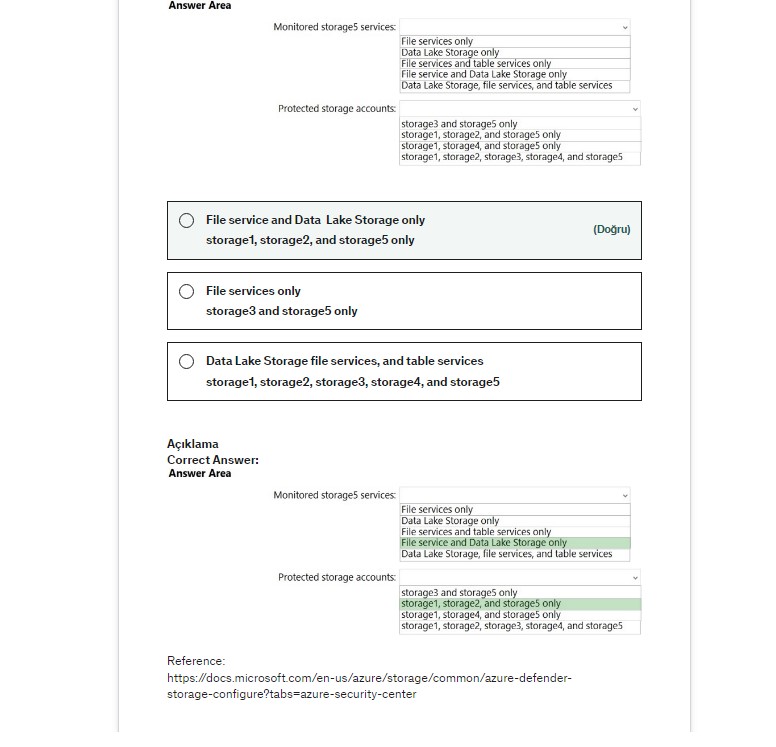 Answer Area
Monitored storage5 services:
File services only
Data Lake Storage only
File services and table services only
File service and Data Lake Storage only
Data Lake Storage, file services, and table services
Protected storage accounts:
storage3 and storage5 only
storage1, storage2, and storage5 only
storage1, storage4, and storage5 only
storage1, storage2, storage3, storage4, and storage5
File service and Data Lake Storage only
storage1, storage2, and storage5 only
(Doğru)
File services only
storage3 and storage5 only
Data Lake Storage file services, and table services
storage1, storage2, storage3, storage4, and storage5
Açıklama
Correct Answer:
Answer Area
Monitored storage5 services:
File services only
Data Lake Storage only
File services and table services only
File service and Data Lake Storage only
Data Lake Storage, file services, and table services
Protected storage accounts:
storage3 and storage5 only
storage1, storage2, and storage5 only
storage1, storage4, and storage5 only
storage1, storage2, storage3, storage4, and storage5
Reference:
https://docs.microsoft.com/en-us/azure/storage/common/azure-defender-
storage-configure?tabs=azure-security-center